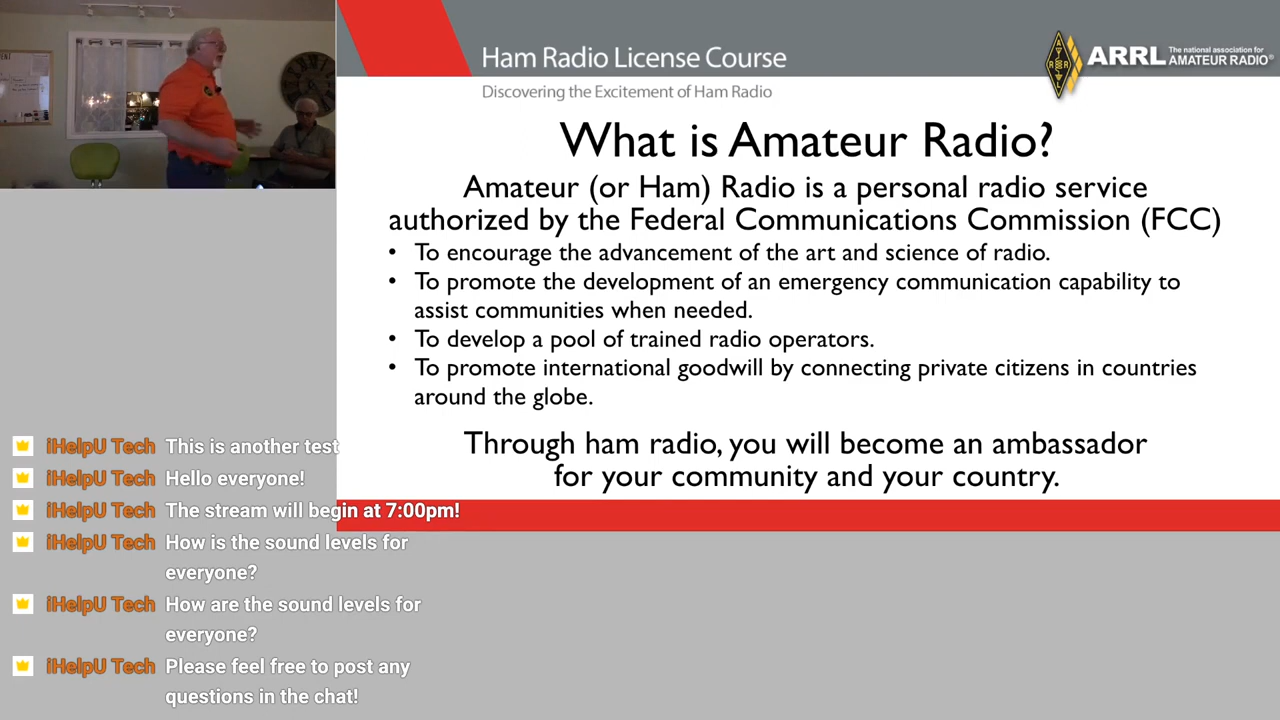 Ham Radio License Course
Discovering the Excitement of Ham Radio
ARRL The national association for
AMATEUR RADIO®
What is Amateur Radio?
Amateur (or Ham) Radio is a personal radio service
authorized by the Federal Communications Commission (FCC)
• To encourage the advancement of the art and science of radio.
• To promote the development of an emergency communication capability to
assist communities when needed.
• To develop a pool of trained radio operators.
• To promote international goodwill by connecting private citizens in countries
around the globe.
Through ham radio, you will become an ambassador
for your community and your country.
iHelpU Tech This is another test
iHelpU Tech Hello everyone!
iHelpU Tech The stream will begin at 7:00pm!
iHelpU Tech How is the sound levels for
everyone?
iHelpU Tech How are the sound levels for
everyone?
iHelpU Tech Please feel free to post any
questions in the chat!